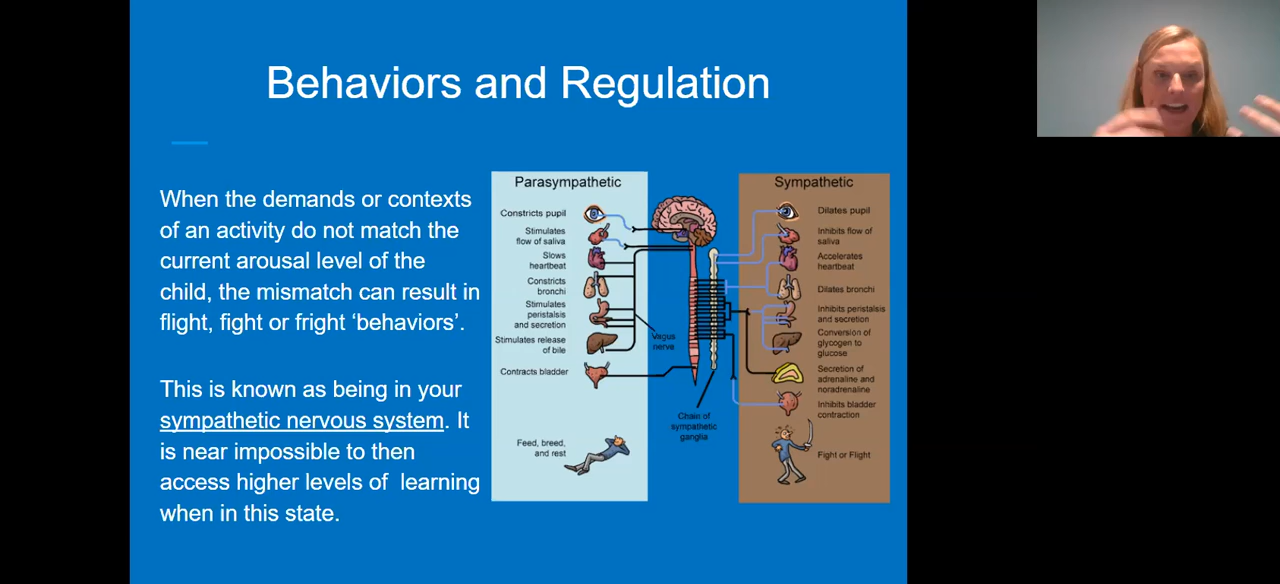 Behaviors and Regulation
When the demands or contexts
of an activity do not match the
current arousal level of the
child, the mismatch can result in
flight, fight or fright ‘behaviors’.
This is known as being in your
sympathetic nervous system. It
is near impossible to then
access higher levels of learning
when in this state.
Parasympathetic
Constricts pupil
Stimulates
flow of saliva
Slows
heartbeat
Constricts
bronchi
Stimulates
peristalsis
and secretion
Stimulates release
of bile
Contracts bladder
Feed, breed,
and rest
Vagus
nerve
Chain of
sympathetic
ganglia
Sympathetic
Dilates pupil
Inhibits flow of
saliva
Accelerates
heartbeat
Dilates bronchi
Inhibits peristalsis
and secretion
Conversion of
glycogen to
glucose
Secretion of
adrenaline and
noradrenaline
Inhibits bladder
contraction
Fight or Flight